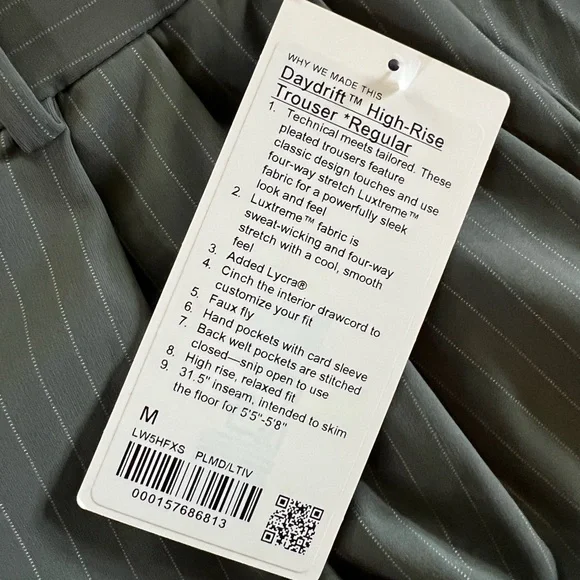 WHY WE MADE THIS
Daydrift™ High-Rise
Trouser *Regular
1. Technical meets tailored. These
pleated trousers feature
classic design touches and use
four-way stretch Luxtreme™
fabric for a powerfully sleek
look and feel
2. Luxtreme™ fabric is
sweat-wicking and four-way
stretch with a cool, smooth
feel
3. Added Lycra®
4. Cinch the interior drawcord to
customize your fit
5. Faux fly
6. Hand pockets with card sleeve
7. Back welt pockets are stitched
closed—snip open to use
8. High rise, relaxed fit
9. 31.5" inseam, intended to skim
the floor for 5'5"-5'8"
M
LW5HFXS PLMD/LTIV
000157686813